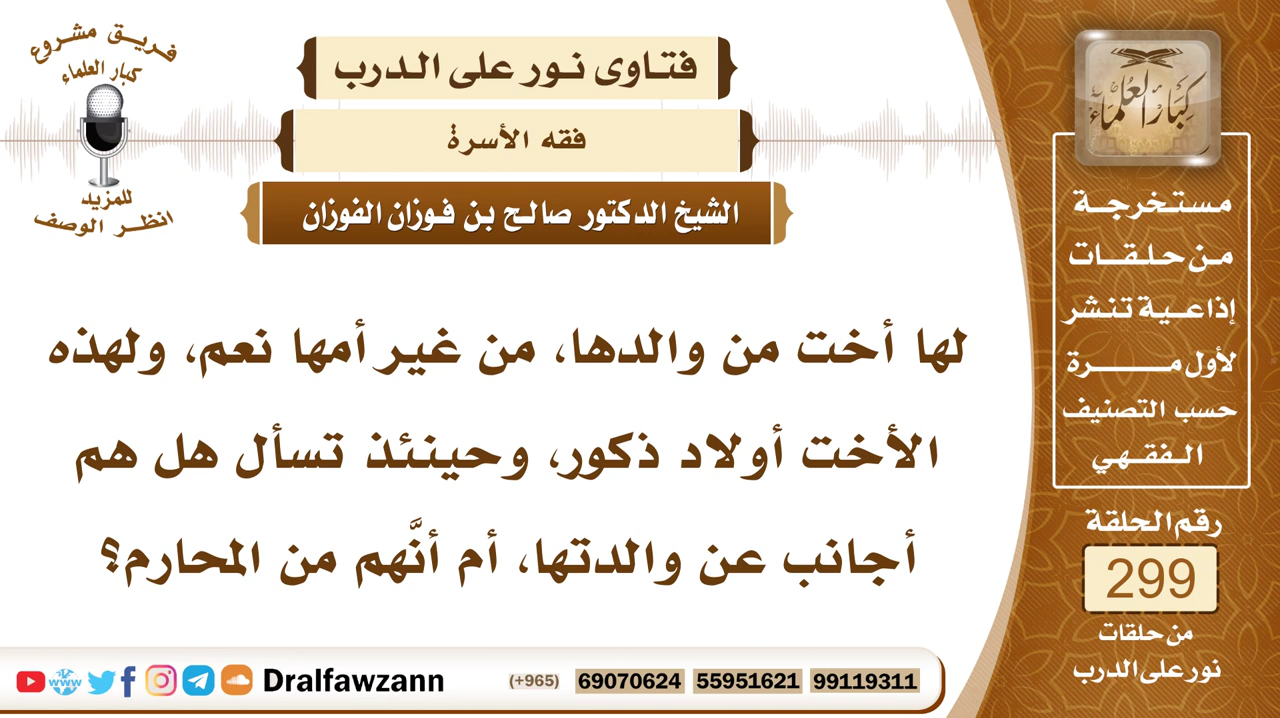 فريق مشروع
كبار العلماء
للمزيد
انظر الوصف
فتاوى نور على الدرب
فقه الأسرة
الشيخ الدكتور صالح بن فوزان الفوزان
لها أخت من والدها، من غير أمها نعم، ولهذه
الأخت أولاد ذكور، وحينئذ تسأل هل هم
أجانب عن والدتها، أم أنَّهم من المحارم؟
كبار العلماء
مستخرجة
من حلقات
إذاعية تنشر
لأول مرة
حسب التصنيف
الفقهي
رقم الحلقة
299
من حلقات
نور على الدرب
www Dralfawzann (+965) 69070624 55951621 99119311